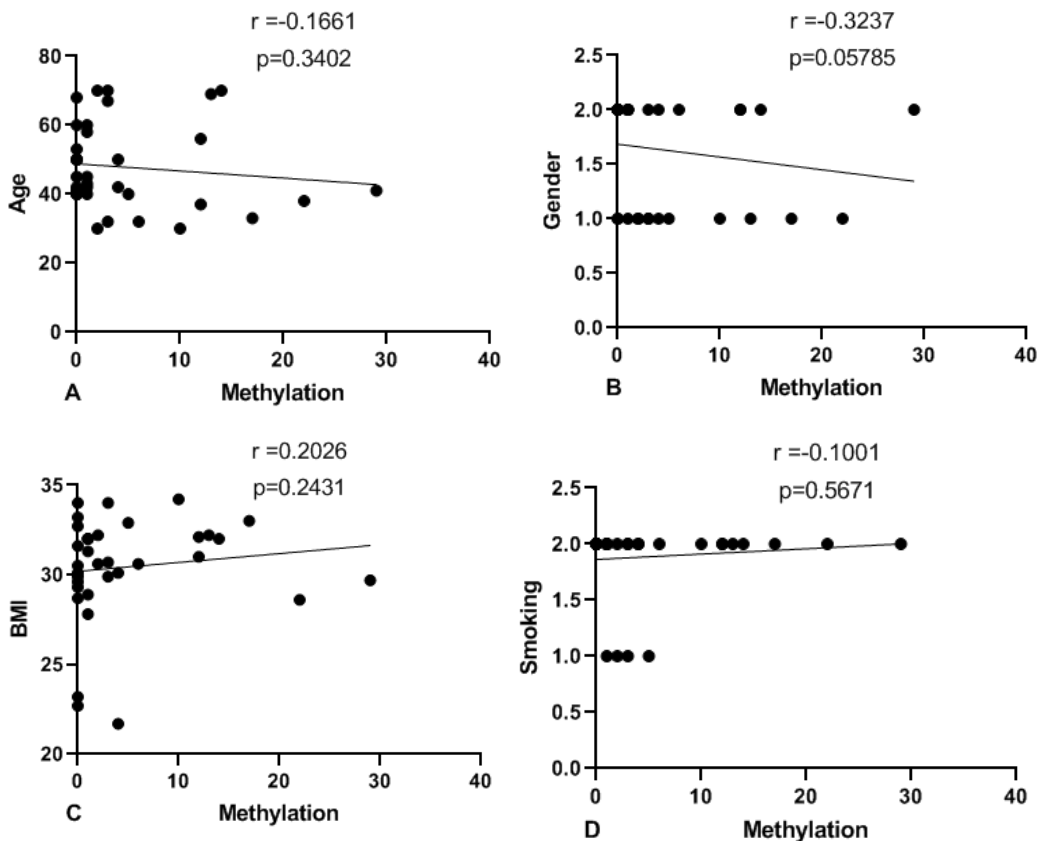 r =-0.1661
p=0.3402
80
60
40
20
0
Age
0 10 20 30 40
A Methylation
r =-0.3237
p=0.05785
2.5
2.0
1.5
1.0
0.5
0.0
Gender
0 10 20 30 40
B Methylation
r =0.2026
p=0.2431
35
30
25
20
BMI
0 10 20 30 40
C Methylation
r =-0.1001
p=0.5671
2.5
2.0
1.5
1.0
0.5
0.0
Smoking
0 10 20 30 40
D Methylation